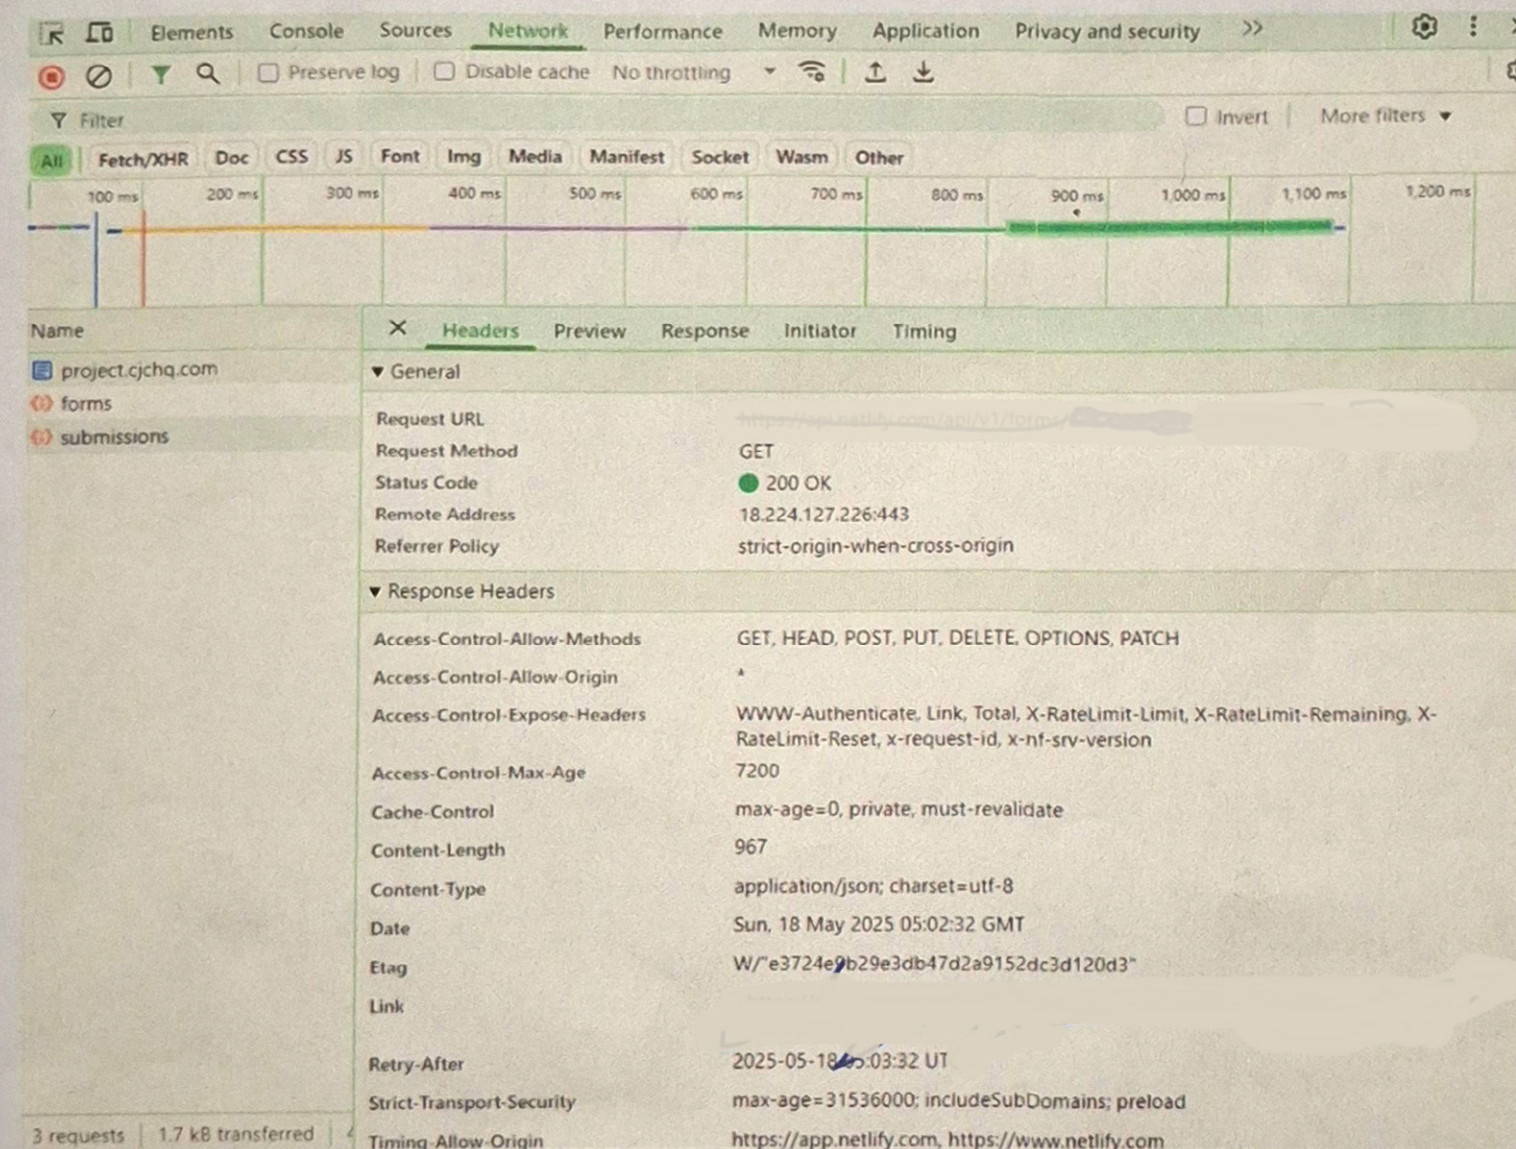 Elements Console Sources Network Performance Memory Application Privacy and security >>
Preserve log Disable cache No throttling
Filter Invert More filters
All Fetch/XHR Doc CSS JS Font Img Media Manifest Socket Wasm Other
100 ms 200 ms 300 ms 400 ms 500 ms 600 ms 700 ms 800 ms 900 ms 1,000 ms 1,100 ms 1,200 ms
Name
project.cjchq.com
forms
submissions
Headers Preview Response Initiator Timing
General
Request URL
Request Method GET
Status Code 200 OK
Remote Address 18.224.127.226:443
Referrer Policy strict-origin-when-cross-origin
Response Headers
Access-Control-Allow-Methods GET, HEAD, POST, PUT, DELETE, OPTIONS, PATCH
Access-Control-Allow-Origin *
Access-Control-Expose-Headers WWW-Authenticate, Link, Total, X-RateLimit-Limit, X-RateLimit-Remaining, X-
RateLimit-Reset, x-request-id, x-nf-srv-version
Access-Control-Max-Age 7200
Cache-Control max-age=0, private, must-revalidate
Content-Length 967
Content-Type application/json; charset=utf-8
Date Sun, 18 May 2025 05:02:32 GMT
Etag
Link
Retry-After 2025-05-18 :03:32 UT
Strict-Transport-Security max-age=31536000; includeSubDomains; preload
Timing-Allow-Origin https://app.netlify.com, https://www.netlify.com
3 requests 1.7 kB transferred